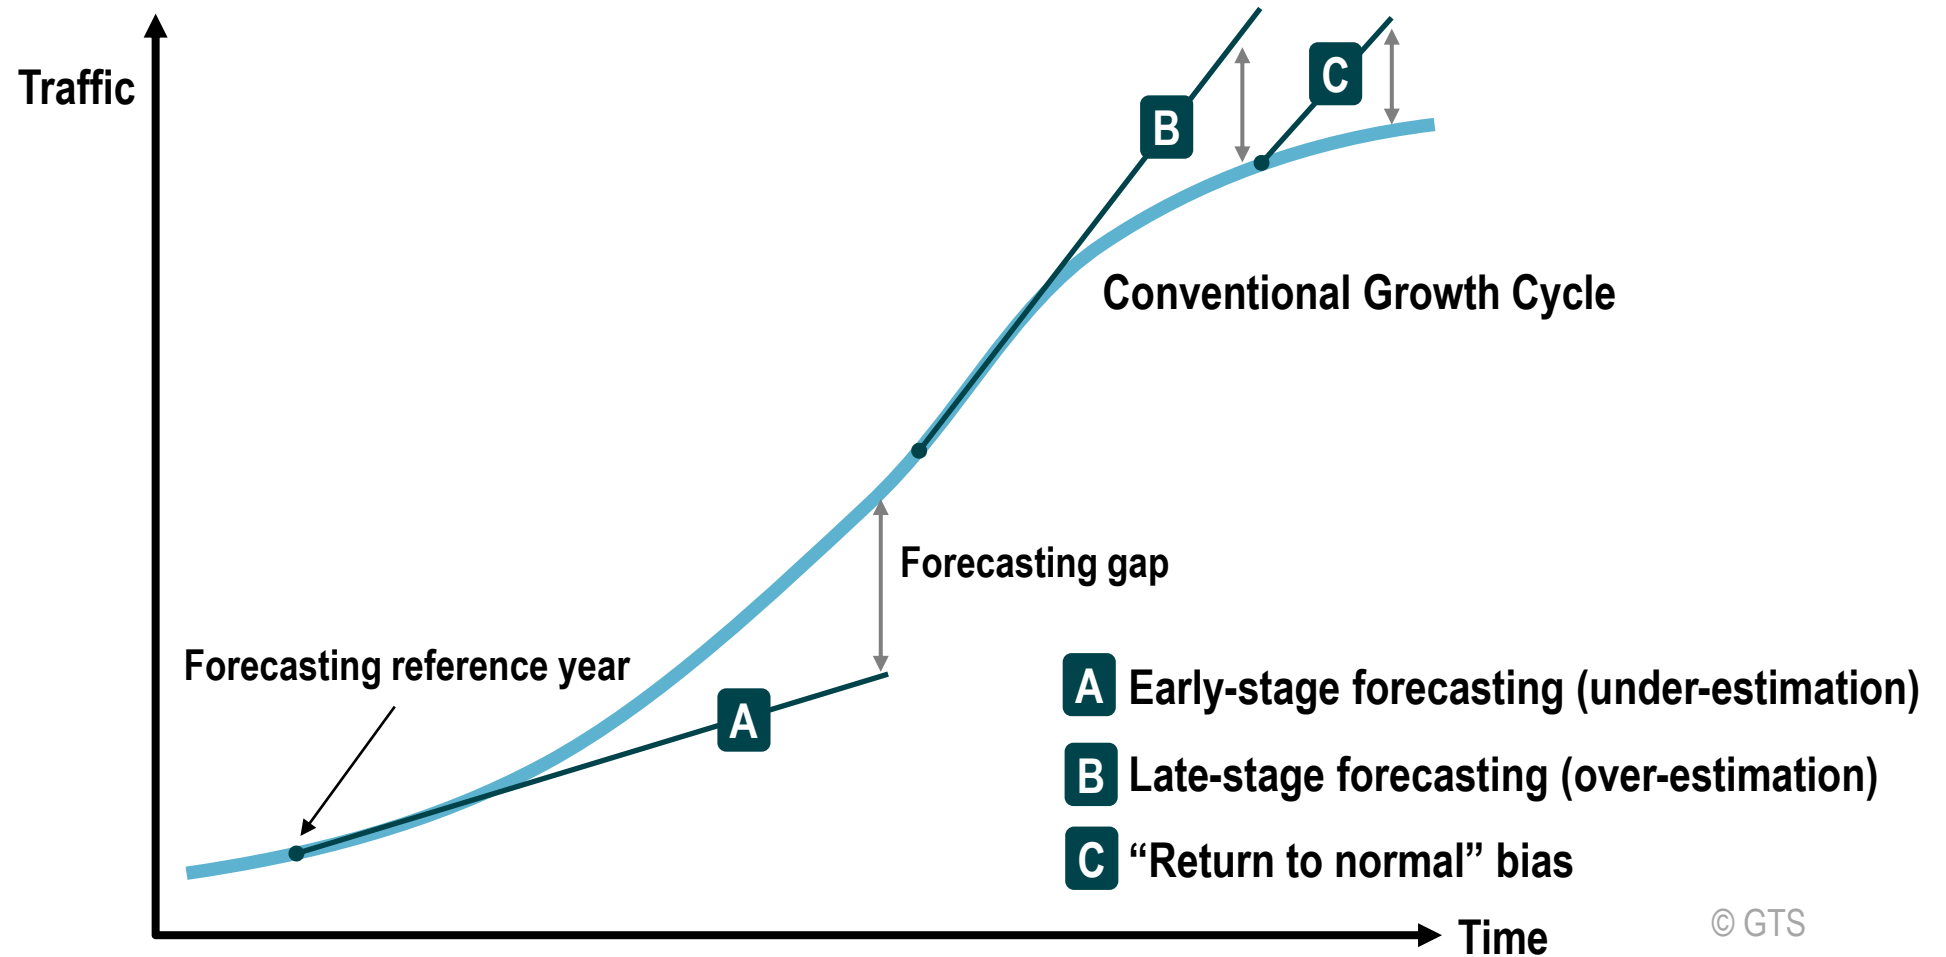 Traffic
C
B
Conventional Growth Cycle
Forecasting gap
Forecasting reference year
A
A Early-stage forecasting (under-estimation)
B Late-stage forecasting (over-estimation)
C “Return to normal” bias
Time
© GTS